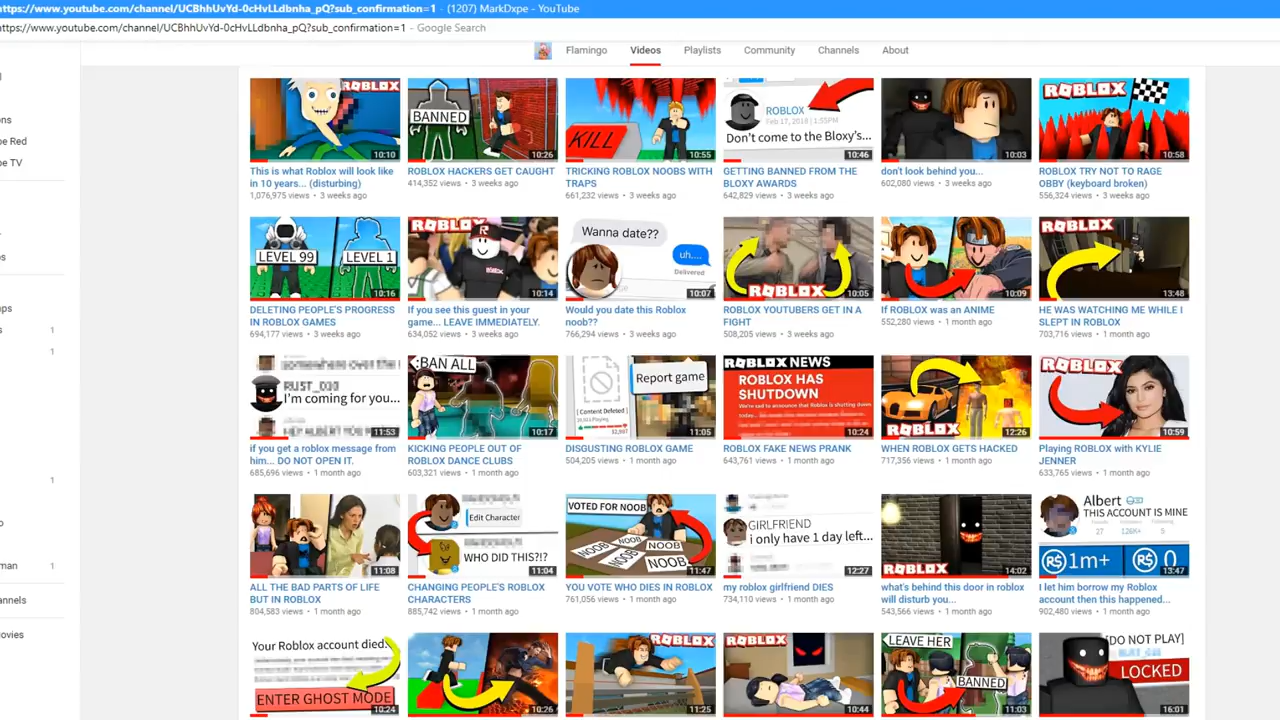 https://www.youtube.com/channel/UCBhhUvYd-0cHvLLdbnha_pQ?sub_confirmation=1 - (1207) MarkDxpe - YouTube
https://www.youtube.com/channel/UCBhhUvYd-0cHvLLdbnha_pQ?sub_confirmation=1 - Google Search
Flamingo Videos Playlists Community Channels About
ROBLOX
10:10
BANNED
10:26
KILL
10:55
ROBLOX
Feb 17, 2018 | 1:55PM
Don't come to the Bloxy's...
10:46
10:03
ROBLOX
10:58
This is what Roblox will look like
in 10 years... (disturbing)
1,076,975 views • 3 weeks ago
ROBLOX HACKERS GET CAUGHT
414,352 views • 3 weeks ago
TRICKING ROBLOX NOOBS WITH
TRAPS
661,232 views • 3 weeks ago
GETTING BANNED FROM THE
BLOXY AWARDS
642,829 views • 3 weeks ago
don't look behind you...
602,080 views • 3 weeks ago
ROBLOX TRY NOT TO RAGE
OBBY (keyboard broken)
556,324 views • 3 weeks ago
LEVEL 99
LEVEL 1
10:16
ROBLOX
10:14
Wanna date??
uh....
Delivered
10:07
ROBLOX
10:05
10:09
ROBLOX
13:48
DELETING PEOPLE'S PROGRESS
IN ROBLOX GAMES
694,177 views • 3 weeks ago
If you see this guest in your
game... LEAVE IMMEDIATELY.
634,052 views • 3 weeks ago
Would you date this Roblox
noob??
766,294 views • 3 weeks ago
ROBLOX YOUTUBERS GET IN A
FIGHT
508,205 views • 3 weeks ago
If ROBLOX was an ANIME
552,280 views • 1 month ago
HE WAS WATCHING ME WHILE I
SLEPT IN ROBLOX
703,716 views • 1 month ago
RUST_010
I'm coming for you...
11:53
:BAN ALL
10:17
Report game
[ Content Deleted ]
11:05
ROBLOX NEWS
ROBLOX HAS
SHUTDOWN
10:24
ROBLOX
12:26
ROBLOX
10:59
if you get a roblox message from
him... DO NOT OPEN IT.
685,696 views • 1 month ago
KICKING PEOPLE OUT OF
ROBLOX DANCE CLUBS
603,321 views • 1 month ago
DISGUSTING ROBLOX GAME
504,205 views • 1 month ago
ROBLOX FAKE NEWS PRANK
643,761 views • 1 month ago
WHEN ROBLOX GETS HACKED
717,356 views • 1 month ago
Playing ROBLOX with KYLIE
JENNER
633,765 views • 1 month ago
11:08
Edit Character
WHO DID THIS?!?
11:04
VOTED FOR NOOB
NOOB
NOOB
NOOB
NOOB
NOOB
11:47
GIRLFRIEND
i only have 1 day left...
12:27
ROBLOX
14:02
Albert
THIS ACCOUNT IS MINE
27 126K+ 5
R$ 1m+ R$ 0
13:47
ALL THE BAD PARTS OF LIFE
BUT IN ROBLOX
804,583 views • 1 month ago
CHANGING PEOPLE'S ROBLOX
CHARACTERS
885,742 views • 1 month ago
YOU VOTE WHO DIES IN ROBLOX
761,056 views • 1 month ago
my roblox girlfriend DIES
734,110 views • 1 month ago
what's behind this door in roblox
will disturb you...
543,566 views • 1 month ago
I let him borrow my Roblox
account then this happened...
902,480 views • 1 month ago
Your Roblox account died.
ENTER GHOST MODE
10:24
10:26
ROBLOX
11:25
ROBLOX
10:44
LEAVE HER
BANNED
11:03
[DO NOT PLAY]
LOCKED
16:01